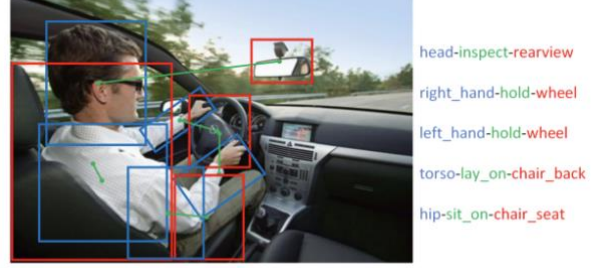 head-inspect-rearview
right_hand-hold-wheel
left_hand-hold-wheel
torso-lay_on-chair_back
hip-sit_on-chair_seat